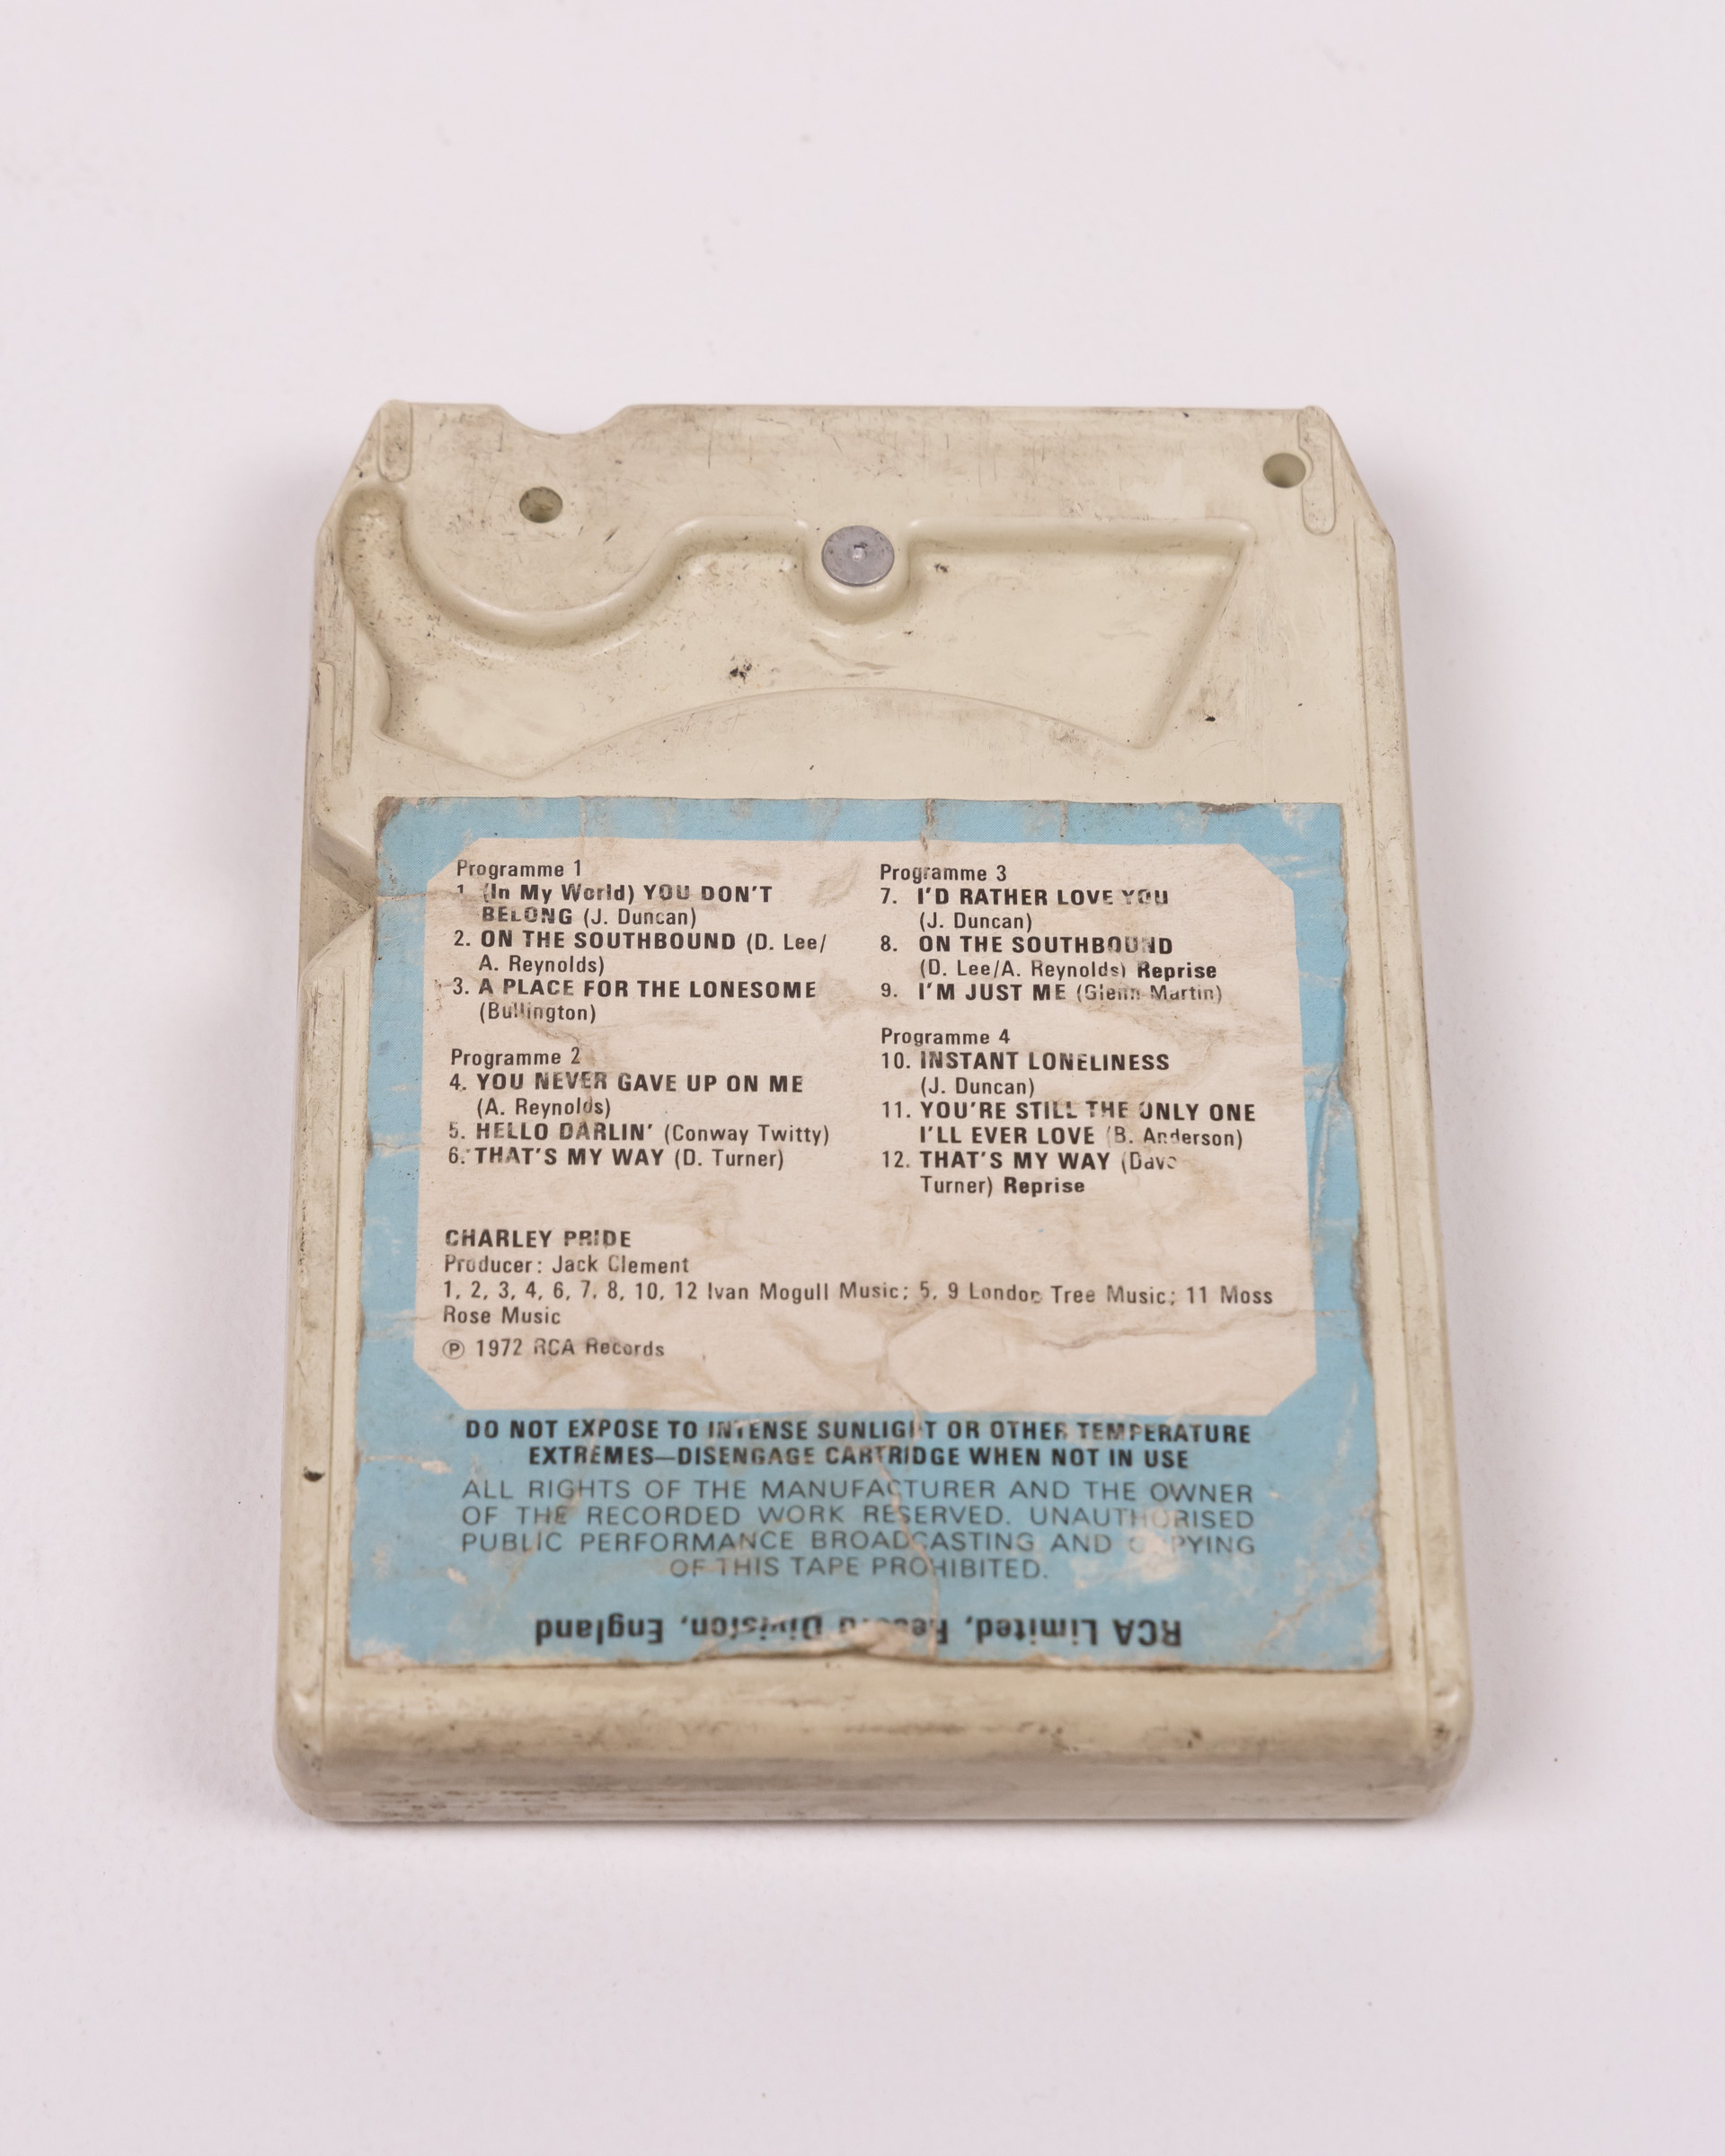 Programme 1
1. (In My World) YOU DON'T
BELONG (J. Duncan)
2. ON THE SOUTHBOUND (D. Lee/
A. Reynolds)
3. A PLACE FOR THE LONESOME
(Bullington)
Programme 2
4. YOU NEVER GAVE UP ON ME
(A. Reynolds)
5. HELLO DARLIN' (Conway Twitty)
6. THAT'S MY WAY (D. Turner)
Programme 3
7. I'D RATHER LOVE YOU
(J. Duncan)
8. ON THE SOUTHBOUND
(D. Lee/A. Reynolds) Reprise
9. I'M JUST ME (Glenn Martin)
Programme 4
10. INSTANT LONELINESS
(J. Duncan)
11. YOU'RE STILL THE ONLY ONE
I'LL EVER LOVE (B. Anderson)
12. THAT'S MY WAY (Dave
Turner) Reprise
CHARLEY PRIDE
Producer: Jack Clement
1, 2, 3, 4, 6, 7, 8, 10, 12 Ivan Mogull Music; 5, 9 London Tree Music; 11 Moss
Rose Music
℗ 1972 RCA Records
DO NOT EXPOSE TO INTENSE SUNLIGHT OR OTHER TEMPERATURE
EXTREMES—DISENGAGE CARTRIDGE WHEN NOT IN USE
ALL RIGHTS OF THE MANUFACTURER AND THE OWNER
OF THE RECORDED WORK RESERVED. UNAUTHORISED
PUBLIC PERFORMANCE BROADCASTING AND COPYING
OF THIS TAPE PROHIBITED.
RCA Limited, Record Division, England